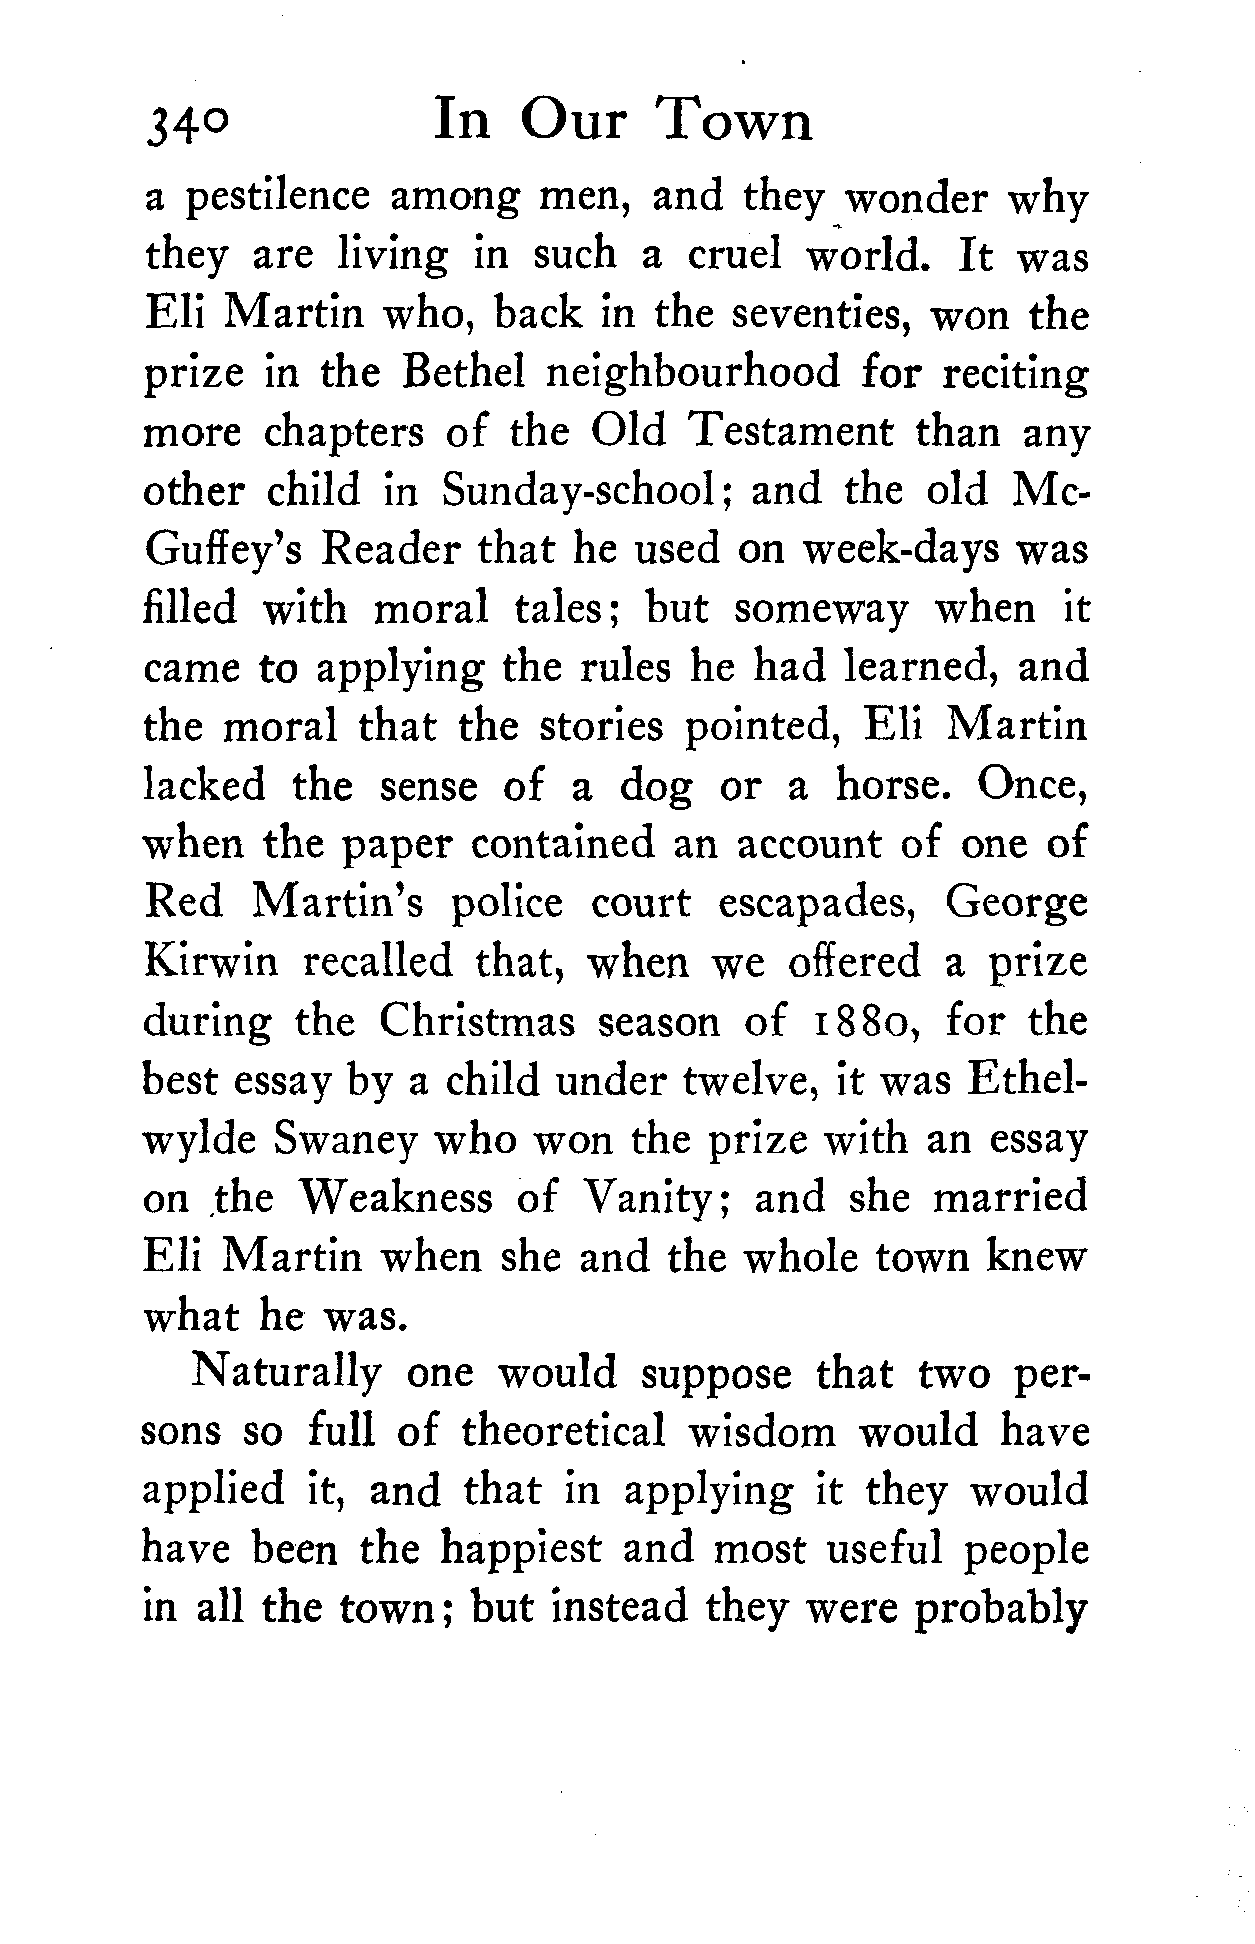 340 In Our Town
a pestilence among men, and they wonder why
they are living in such a cruel world. It was
Eli Martin who, back in the seventies, won the
prize in the Bethel neighbourhood for reciting
more chapters of the Old Testament than any
other child in Sunday-school; and the old Mc-
Guffey's Reader that he used on week-days was
filled with moral tales; but someway when it
came to applying the rules he had learned, and
the moral that the stories pointed, Eli Martin
lacked the sense of a dog or a horse. Once,
when the paper contained an account of one of
Red Martin's police court escapades, George
Kirwin recalled that, when we offered a prize
during the Christmas season of 1880, for the
best essay by a child under twelve, it was Ethel-
wylde Swaney who won the prize with an essay
on the Weakness of Vanity; and she married
Eli Martin when she and the whole town knew
what he was.
Naturally one would suppose that two per-
sons so full of theoretical wisdom would have
applied it, and that in applying it they would
have been the happiest and most useful people
in all the town; but instead they were probably